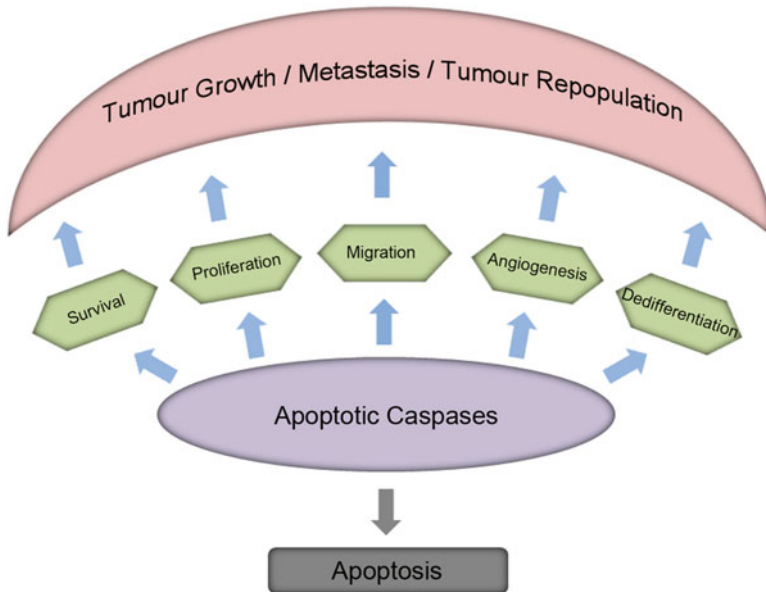 Tumour Growth / Metastasis / Tumour Repopulation
Survival
Proliferation
Migration
Angiogenesis
Dedifferentiation
Apoptotic Caspases
Apoptosis